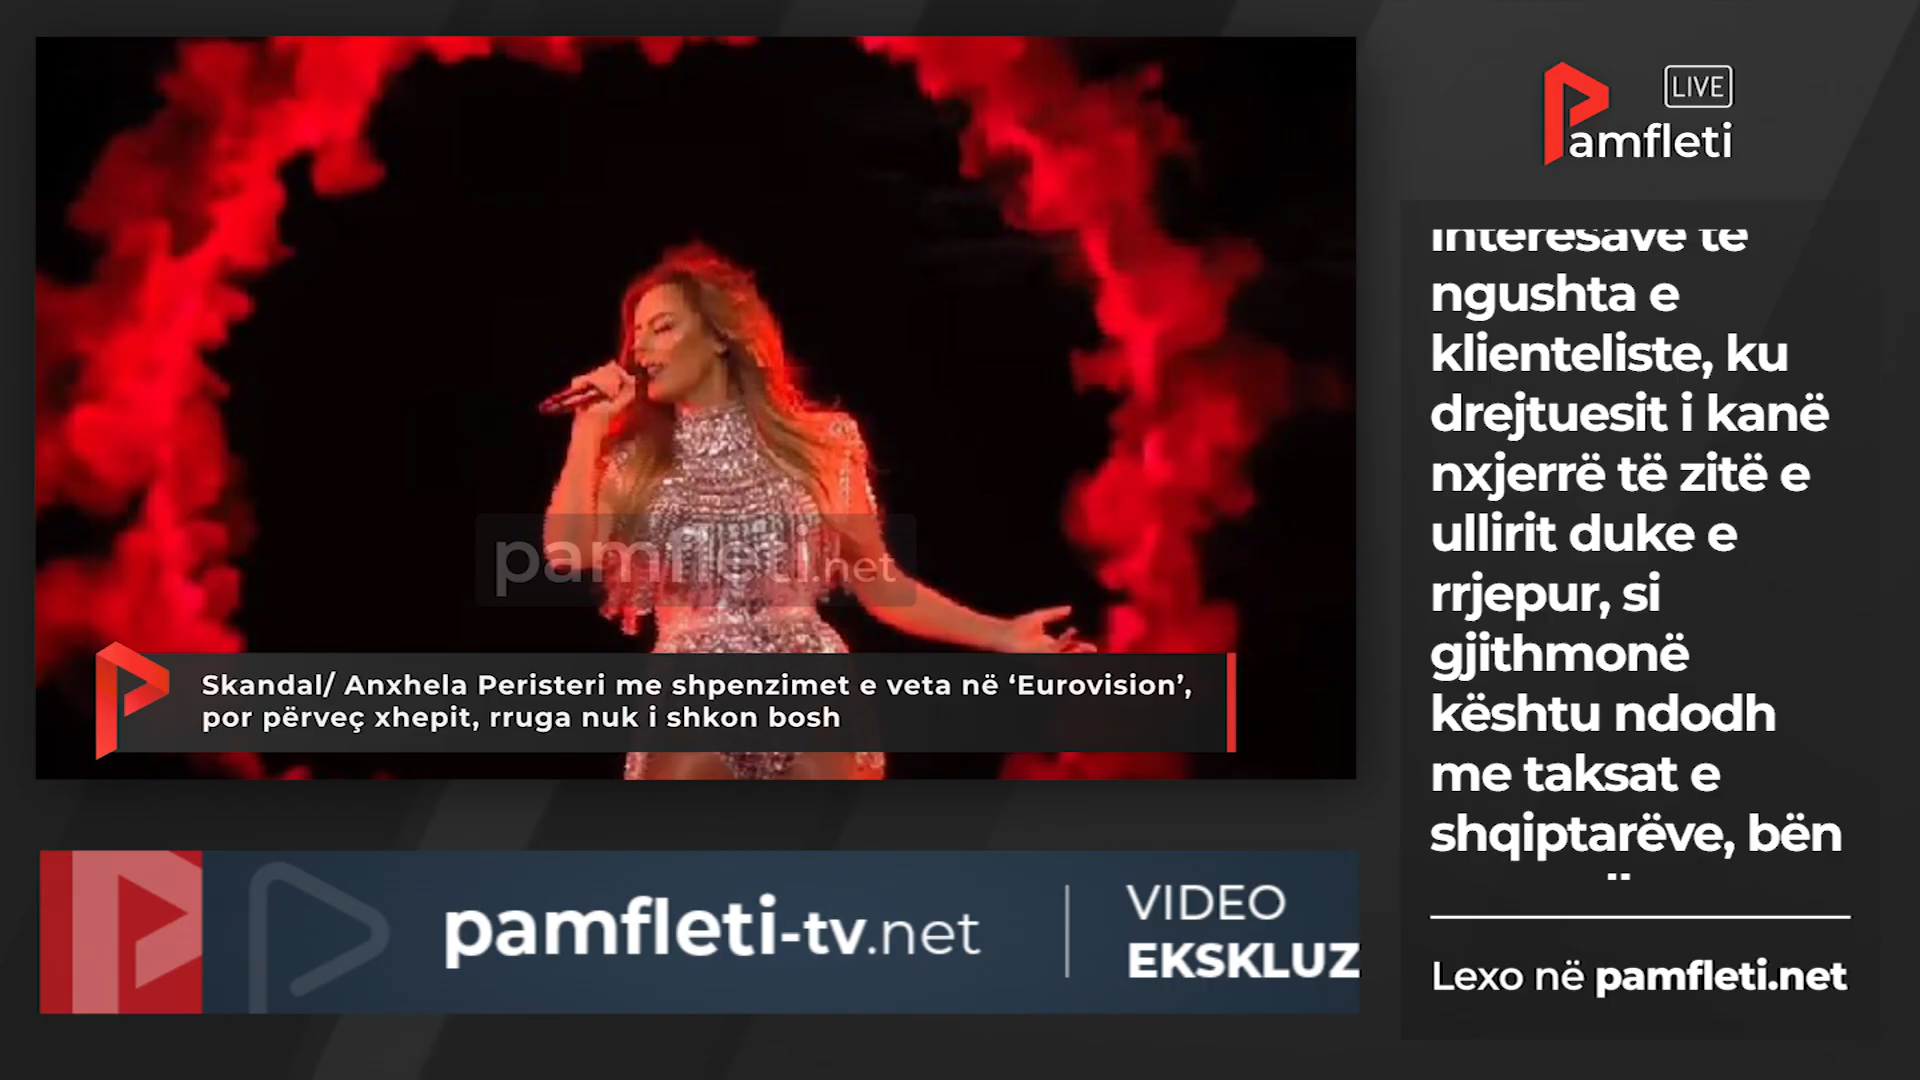 LIVE
Pamfleti
interesave të
ngushta e
klienteliste, ku
drejtuesit i kanë
nxjerrë të zitë e
ullirit duke e
rrjepur, si
gjithmonë
kështu ndodh
me taksat e
shqiptarëve, bën
pamfleti.net
Skandal/ Anxhela Peristeri me shpenzimet e veta në ‘Eurovision’,
por përveç xhepit, rruga nuk i shkon bosh
pamfleti-tv.net
VIDEO
EKSKLUZ
Lexo në pamfleti.net